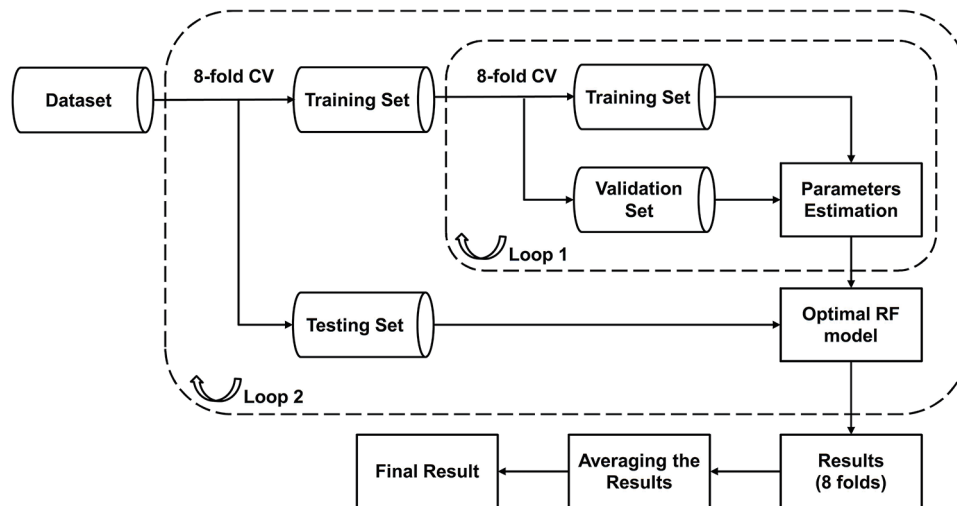 8-fold CV
8-fold CV
Dataset
Training Set
Training Set
Validation
Set
Parameters
Estimation
Loop 1
Testing Set
Optimal RF
model
Loop 2
Final Result
Averaging the
Results
Results
(8 folds)